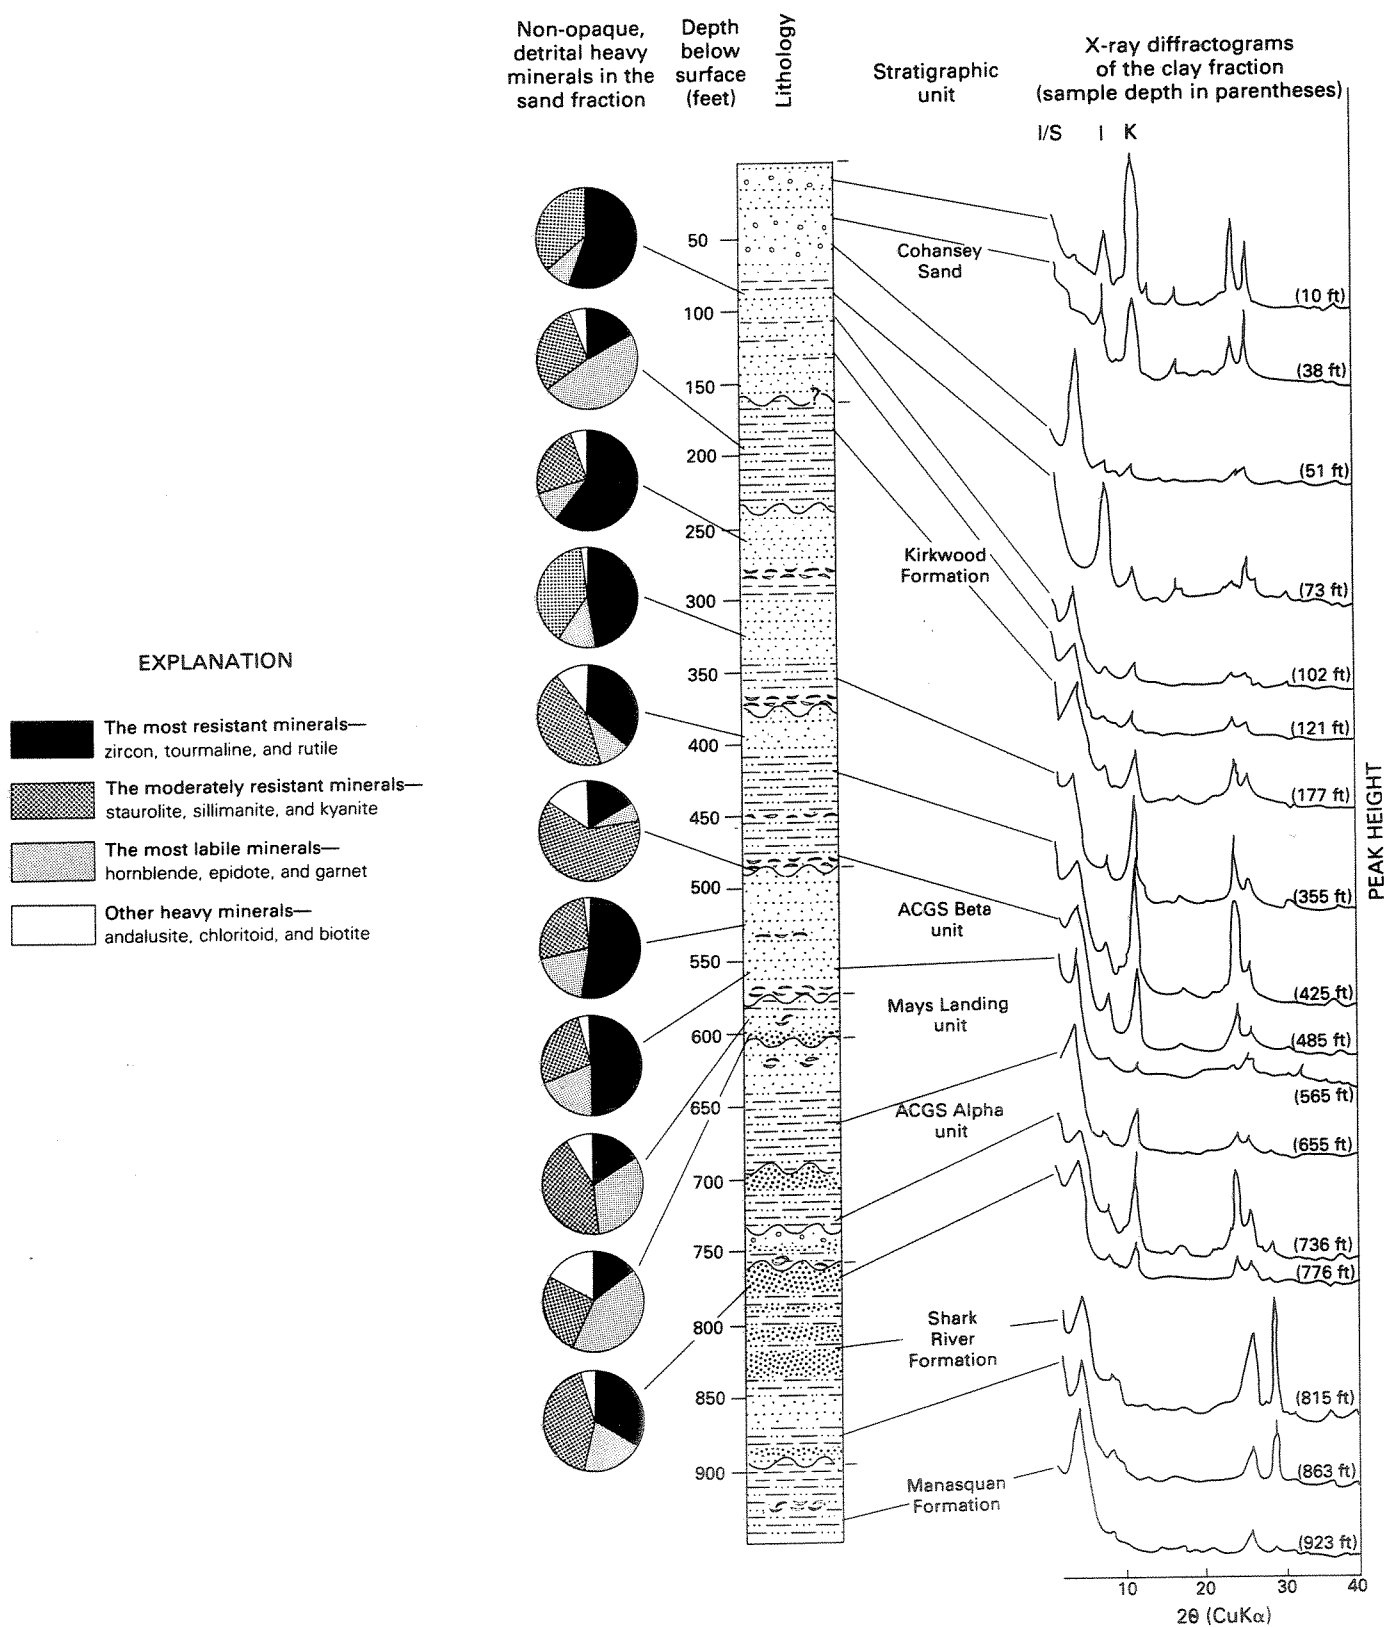 Non-opaque,
detrital heavy
minerals in the
sand fraction
Depth
below
surface
(feet)
Lithology
Stratigraphic
unit
X-ray diffractograms
of the clay fraction
(sample depth in parentheses)
I/S I K
50
100
150
200
250
300
350
400
450
500
550
600
650
700
750
800
850
900
?
Cohansey
Sand
Kirkwood
Formation
ACGS Beta
unit
Mays Landing
unit
ACGS Alpha
unit
Shark
River
Formation
Manasquan
Formation
(10 ft)
(38 ft)
(51 ft)
(73 ft)
(102 ft)
(121 ft)
(177 ft)
(355 ft)
(425 ft)
(485 ft)
(565 ft)
(655 ft)
(736 ft)
(776 ft)
(815 ft)
(863 ft)
(923 ft)
PEAK HEIGHT
10 20 30 40
2θ (CuKα)
EXPLANATION
The most resistant minerals—
zircon, tourmaline, and rutile
The moderately resistant minerals—
staurolite, sillimanite, and kyanite
The most labile minerals—
hornblende, epidote, and garnet
Other heavy minerals—
andalusite, chloritoid, and biotite